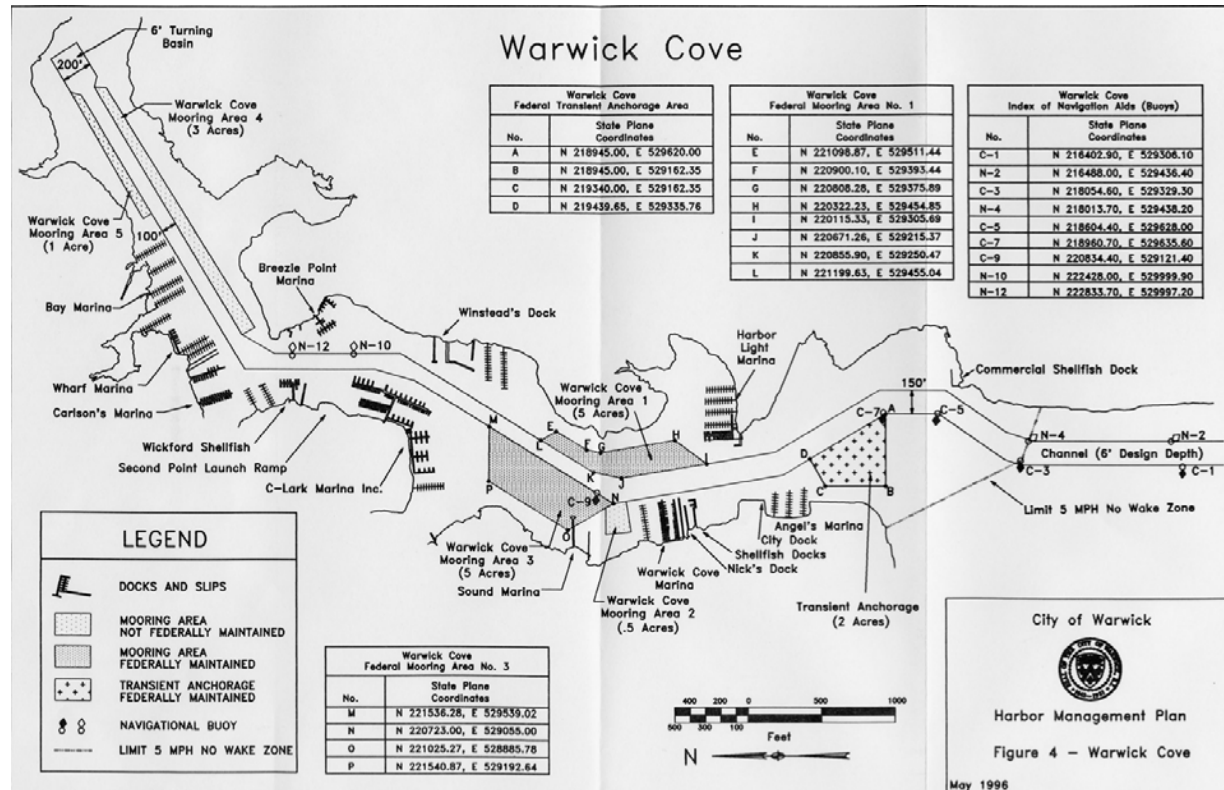 Warwick Cove
6' Turning
Basin
200'
Warwick Cove
Mooring Area 4
(3 Acres)
Warwick Cove
Mooring Area 5
(1 Acre)
100'
Bay Marina
Breezie Point
Marina
N-12
N-10
Winstead's Dock
Wharf Marina
Carlson's Marina
Wickford Shellfish
Second Point Launch Ramp
C-Lark Marina Inc.
Warwick Cove
Federal Transient Anchorage Area
No.
State Plane
Coordinates
A N 218945.00, E 529620.00
B N 218945.00, E 529162.35
C N 219340.00, E 529162.35
D N 219439.65, E 529335.76
Warwick Cove
Federal Mooring Area No. 1
No.
State Plane
Coordinates
E N 221098.87, E 529511.44
F N 220900.10, E 529393.44
G N 220808.28, E 529375.89
H N 220322.23, E 529454.85
I N 220115.33, E 529305.69
J N 220671.26, E 529215.37
K N 220855.90, E 529250.47
L N 221199.63, E 529455.04
Warwick Cove
Index of Navigation Aids (Buoys)
No.
State Plane
Coordinates
C-1 N 216402.90, E 529306.10
N-2 N 216488.00, E 529436.40
C-3 N 218054.60, E 529329.30
N-4 N 218013.70, E 529438.20
C-5 N 218604.40, E 529628.00
C-7 N 218960.70, E 529635.60
C-9 N 220834.40, E 529121.40
N-10 N 222428.00, E 529999.90
N-12 N 222833.70, E 529997.20
Warwick Cove
Mooring Area 1
(5 Acres)
Harbor
Light
Marina
150'
Commercial Shellfish Dock
M
E
L
F
G
H
K
J
I
P
C-9
N
O
D
C
B
C-7
A
C-5
N-4
N-2
C-3
C-1
Channel (6' Design Depth)
Limit 5 MPH No Wake Zone
Warwick Cove
Mooring Area 3
(5 Acres)
Sound Marina
Warwick Cove
Mooring Area 2
(.5 Acres)
Warwick Cove
Marina
Nick's Dock
Shellfish Docks
City Dock
Angel's Marina
Transient Anchorage
(2 Acres)
LEGEND
DOCKS AND SLIPS
MOORING AREA
NOT FEDERALLY MAINTAINED
MOORING AREA
FEDERALLY MAINTAINED
TRANSIENT ANCHORAGE
FEDERALLY MAINTAINED
NAVIGATIONAL BUOY
LIMIT 5 MPH NO WAKE ZONE
Warwick Cove
Federal Mooring Area No. 3
No.
State Plane
Coordinates
M N 221536.28, E 529539.02
N N 220723.00, E 529055.00
O N 221025.27, E 528885.78
P N 221540.87, E 529192.64
400 200 0 500 1000
500 300 100
Feet
N
City of Warwick
Harbor Management Plan
Figure 4 - Warwick Cove
May 1996